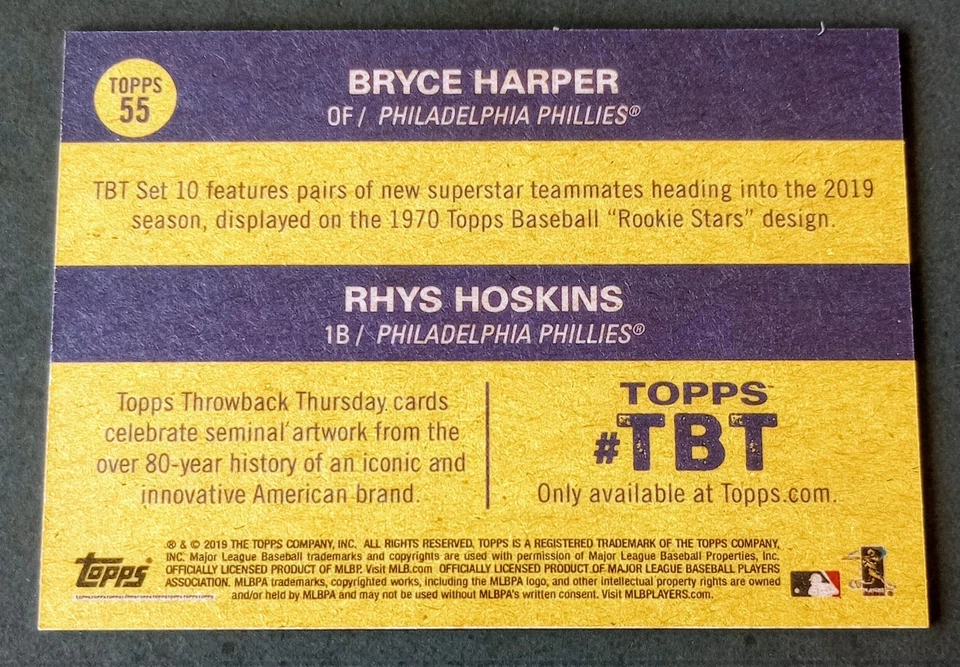 TOPPS
55
BRYCE HARPER
OF / PHILADELPHIA PHILLIES®
TBT Set 10 features pairs of new superstar teammates heading into the 2019
season, displayed on the 1970 Topps Baseball “Rookie Stars” design.
RHYS HOSKINS
1B / PHILADELPHIA PHILLIES®
Topps Throwback Thursday cards
celebrate seminal artwork from the
over 80-year history of an iconic and
innovative American brand.
TOPPS™
#TBT
Only available at Topps.com.
® & © 2019 THE TOPPS COMPANY, INC. ALL RIGHTS RESERVED. TOPPS IS A REGISTERED TRADEMARK OF THE TOPPS COMPANY,
INC. Major League Baseball trademarks and copyrights are used with permission of Major League Baseball Properties, Inc.
OFFICIALLY LICENSED PRODUCT OF MLBP. Visit MLB.com OFFICIALLY LICENSED PRODUCT OF MAJOR LEAGUE BASEBALL PLAYERS
ASSOCIATION. MLBPA trademarks, copyrighted works, including the MLBPA logo, and other intellectual property rights are owned
and/or held by MLBPA and may not be used without MLBPA's written consent. Visit MLBPLAYERS.com.
topps®
PLAYERS